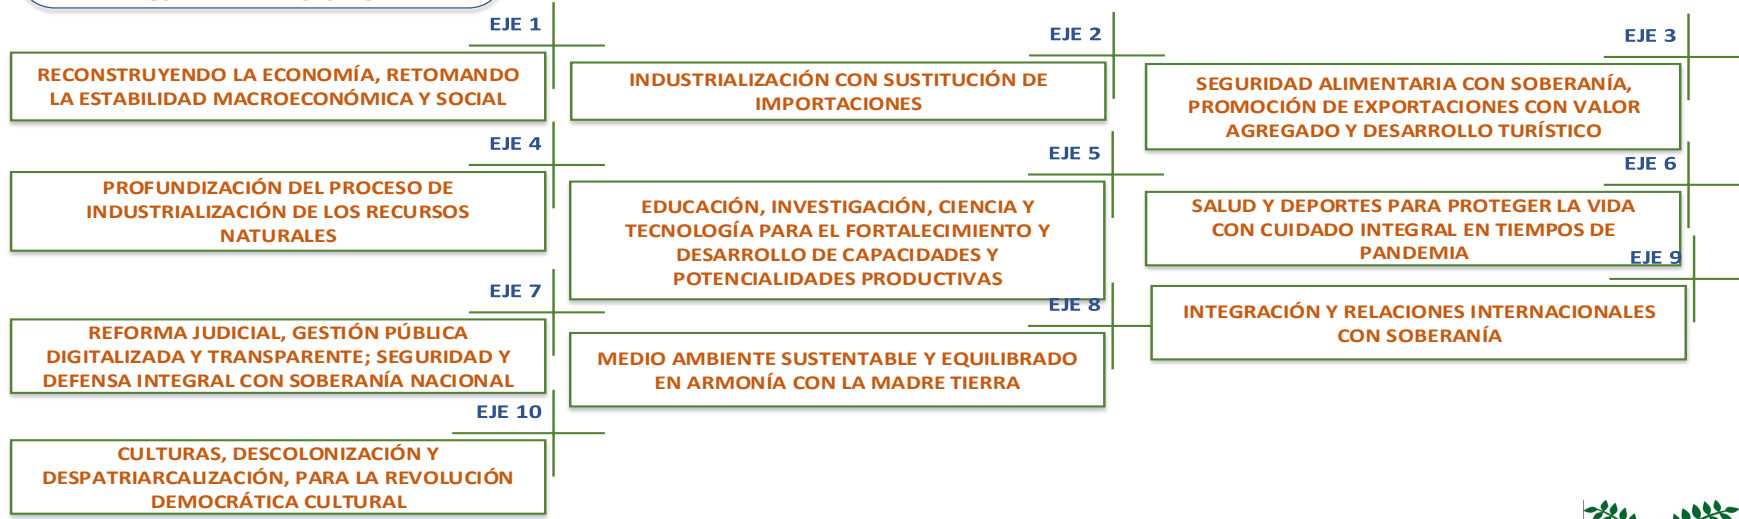 EJE 1
RECONSTRUYENDO LA ECONOMÍA, RETOMANDO
LA ESTABILIDAD MACROECONÓMICA Y SOCIAL
EJE 2
INDUSTRIALIZACIÓN CON SUSTITUCIÓN DE
IMPORTACIONES
EJE 3
SEGURIDAD ALIMENTARIA CON SOBERANÍA,
PROMOCIÓN DE EXPORTACIONES CON VALOR
AGREGADO Y DESARROLLO TURÍSTICO
EJE 4
PROFUNDIZACIÓN DEL PROCESO DE
INDUSTRIALIZACIÓN DE LOS RECURSOS
NATURALES
EJE 5
EDUCACIÓN, INVESTIGACIÓN, CIENCIA Y
TECNOLOGÍA PARA EL FORTALECIMIENTO Y
DESARROLLO DE CAPACIDADES Y
POTENCIALIDADES PRODUCTIVAS
EJE 6
SALUD Y DEPORTES PARA PROTEGER LA VIDA
CON CUIDADO INTEGRAL EN TIEMPOS DE
PANDEMIA
EJE 7
REFORMA JUDICIAL, GESTIÓN PÚBLICA
DIGITALIZADA Y TRANSPARENTE; SEGURIDAD Y
DEFENSA INTEGRAL CON SOBERANÍA NACIONAL
EJE 8
MEDIO AMBIENTE SUSTENTABLE Y EQUILIBRADO
EN ARMONÍA CON LA MADRE TIERRA
EJE 9
INTEGRACIÓN Y RELACIONES INTERNACIONALES
CON SOBERANÍA
EJE 10
CULTURAS, DESCOLONIZACIÓN Y
DESPATRIARCALIZACIÓN, PARA LA REVOLUCIÓN
DEMOCRÁTICA CULTURAL